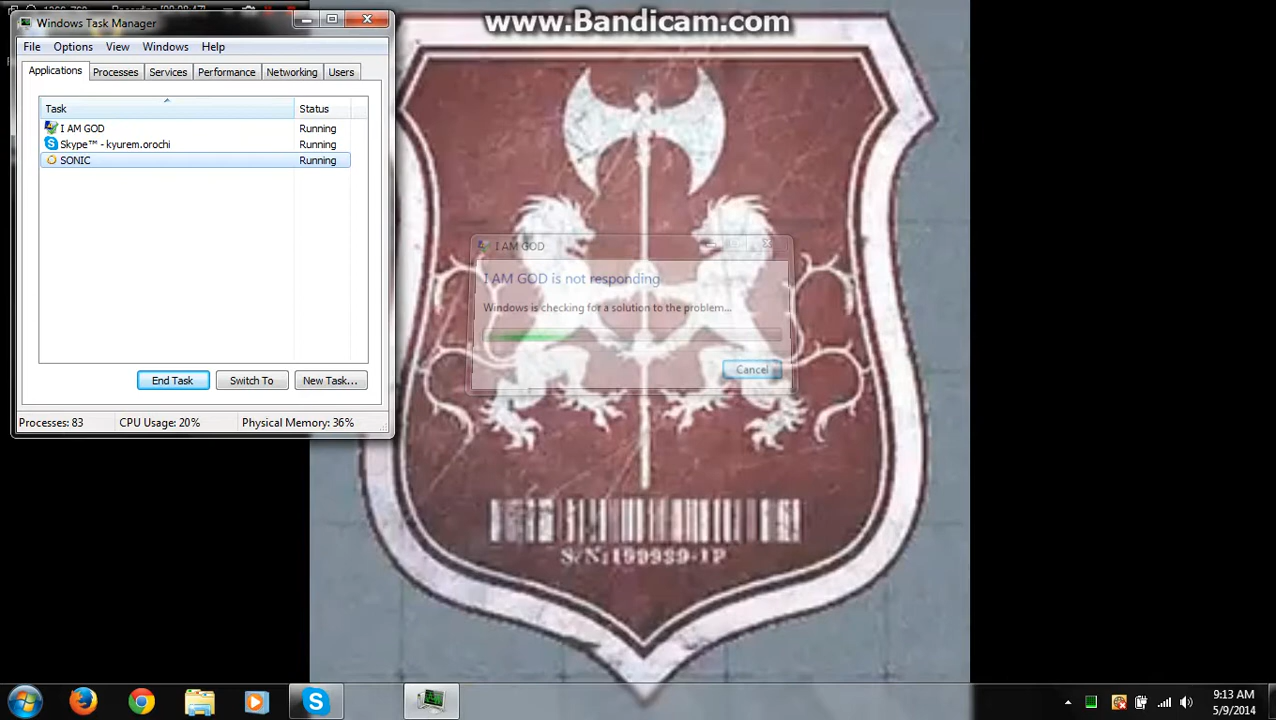 www.Bandicam.com
Windows Task Manager
File Options View Windows Help
Applications Processes Services Performance Networking Users
Task Status
I AM GOD Running
Skype™ - kyurem.orochi Running
SONIC Running
End Task Switch To New Task...
Processes: 83 CPU Usage: 20% Physical Memory: 36%
I AM GOD
I AM GOD is not responding
Windows is checking for a solution to the problem...
Cancel
S/N:199989-1P
9:13 AM
5/9/2014